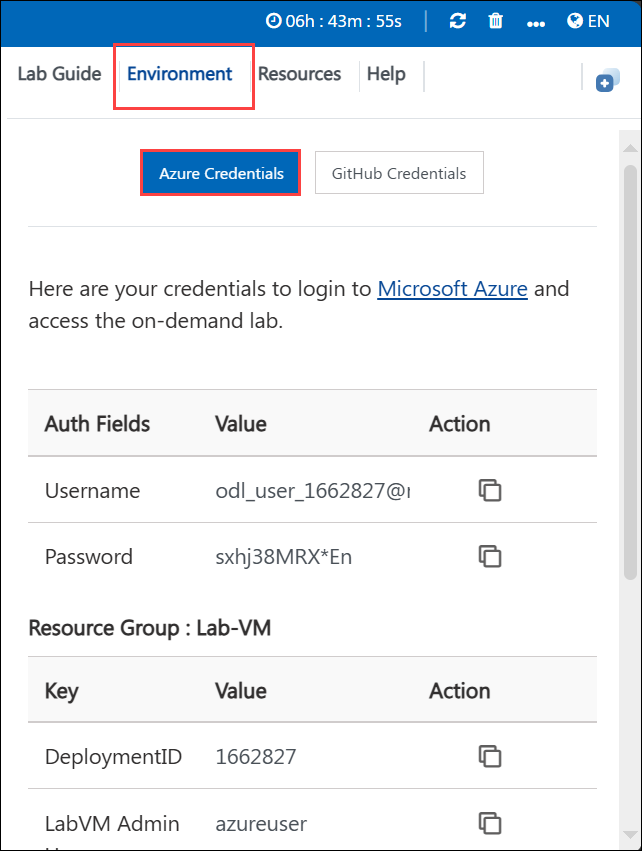 06h : 43m : 55s EN
Lab Guide Environment Resources Help
Azure Credentials GitHub Credentials
Here are your credentials to login to Microsoft Azure and
access the on-demand lab.
Auth Fields Value Action
Username odl_user_1662827@
Password sxhj38MRX*En
Resource Group : Lab-VM
Key Value Action
DeploymentID 1662827
LabVM Admin azureuser